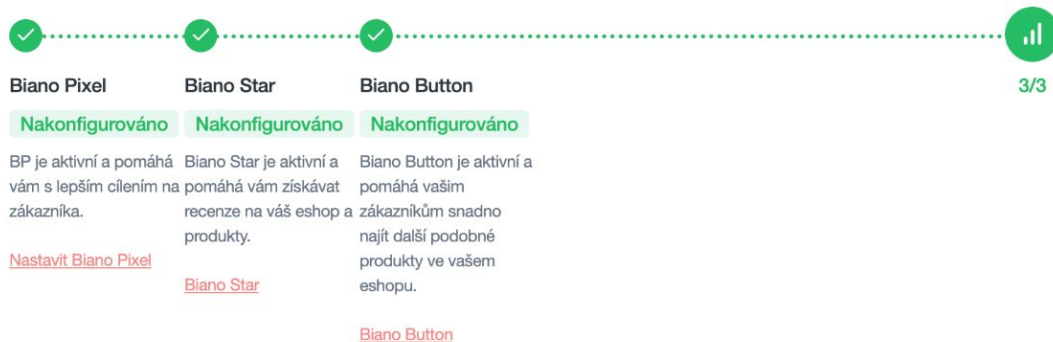 Biano Pixel
Nakonfigurováno
BP je aktivní a pomáhá
vám s lepším cílením na
zákazníka.
Nastavit Biano Pixel
Biano Star
Nakonfigurováno
Biano Star je aktivní a
pomáhá vám získávat
recenze na váš eshop a
produkty.
Biano Star
Biano Button
Nakonfigurováno
Biano Button je aktivní a
pomáhá vašim
zákazníkům snadno
najít další podobné
produkty ve vašem
eshopu.
Biano Button
3/3